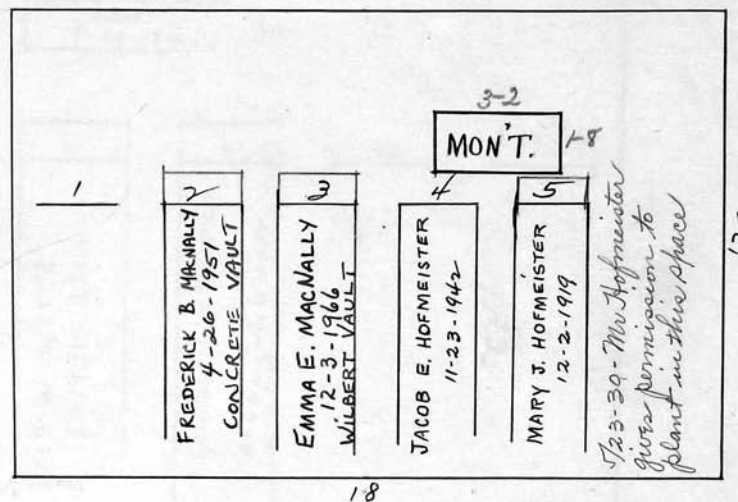 3-2
MON'T.
1-8
1
2
3
4
5
FREDERICK B. MACNALLY
4-26-1951
CONCRETE VAULT
EMMA E. MACNALLY
12-3-1966
WILBERT VAULT
JACOB E. HOFMEISTER
11-23-1942
MARY J. HOFMEISTER
12-2-1919
/23-39- Mr Hofmeister
gives permission to
plant in this space
18